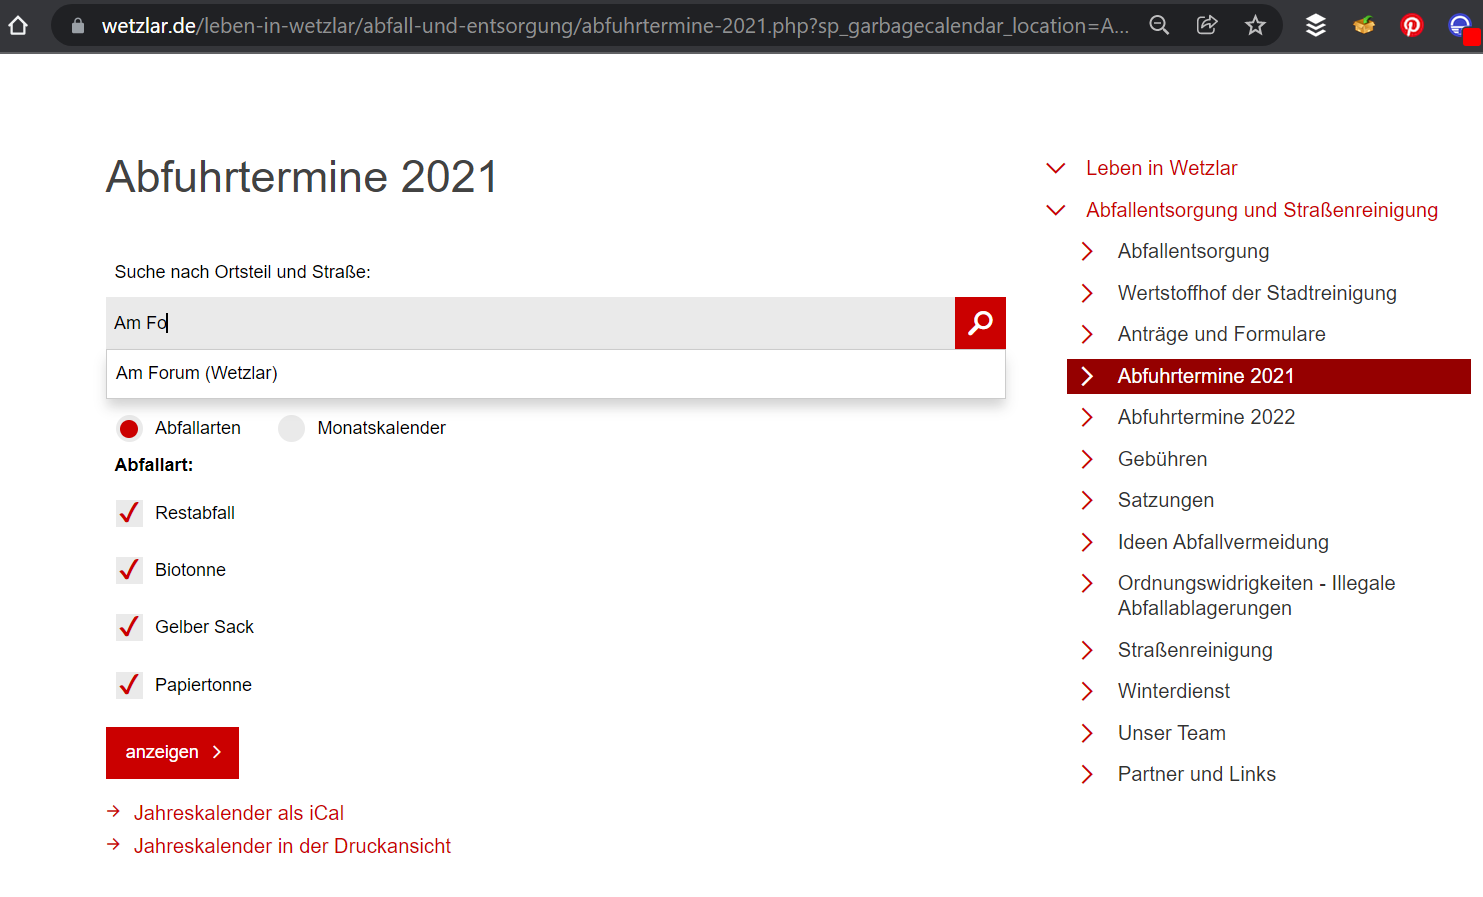 wetzlar.de/leben-in-wetzlar/abfall-und-entsorgung/abfuhrtermine-2021.php?sp_garbagecalendar_location=A...
Abfuhrtermine 2021
Suche nach Ortsteil und Straße:
Am Fo
Am Forum (Wetzlar)
Abfallarten
Monatskalender
Abfallart:
Restabfall
Biotonne
Gelber Sack
Papiertonne
anzeigen
Jahreskalender als iCal
Jahreskalender in der Druckansicht
Leben in Wetzlar
Abfallentsorgung und Straßenreinigung
Abfallentsorgung
Wertstoffhof der Stadtreinigung
Anträge und Formulare
Abfuhrtermine 2021
Abfuhrtermine 2022
Gebühren
Satzungen
Ideen Abfallvermeidung
Ordnungswidrigkeiten - Illegale
Abfallablagerungen
Straßenreinigung
Winterdienst
Unser Team
Partner und Links